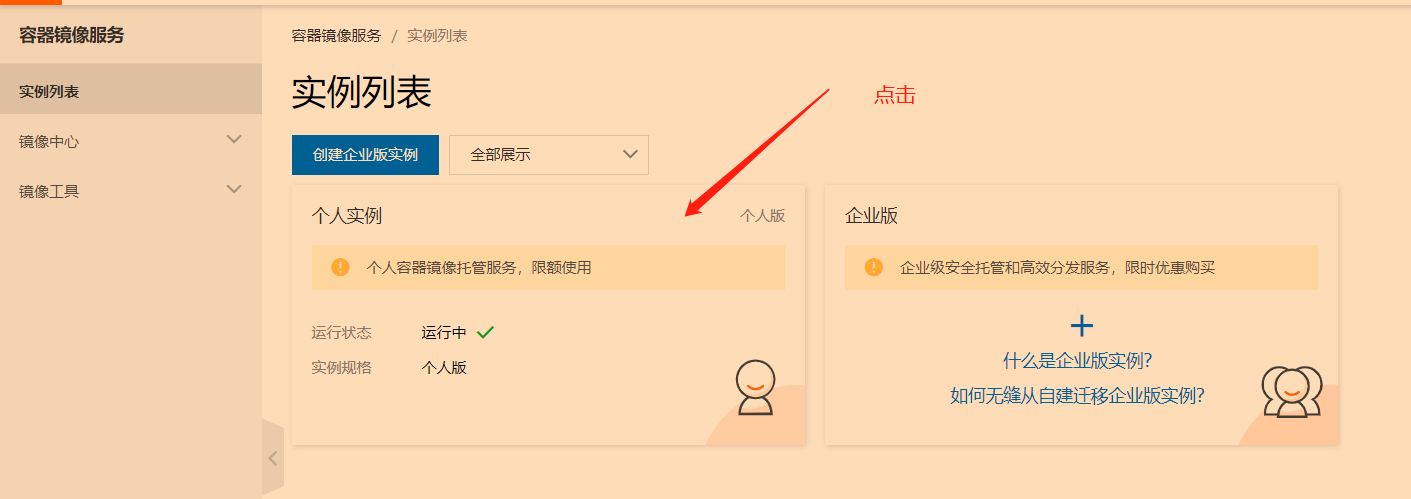 容器镜像服务
实例列表
镜像中心
镜像工具
容器镜像服务 / 实例列表
实例列表
点击
创建企业版实例
全部展示
个人实例
个人版
个人容器镜像托管服务，限额使用
运行状态 运行中
实例规格 个人版
企业版
企业级安全托管和高效分发服务，限时优惠购买
什么是企业版实例?
如何无缝从自建迁移企业版实例?